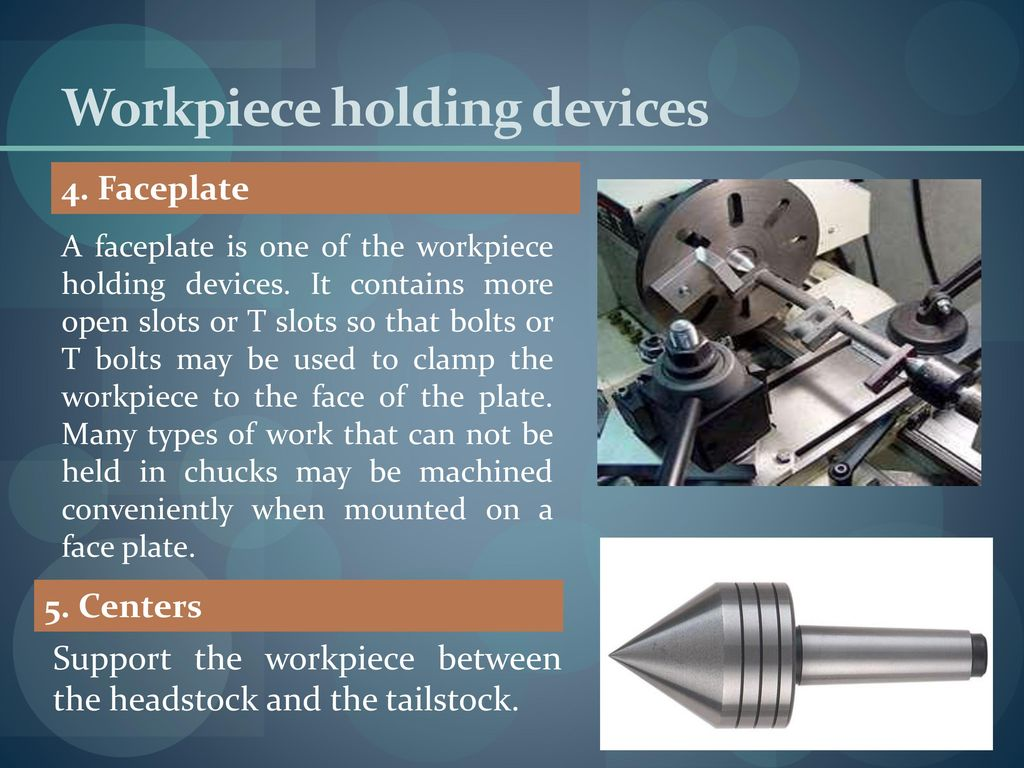 Workpiece holding devices
4. Faceplate
A faceplate is one of the workpiece
holding devices. It contains more
open slots or T slots so that bolts or
T bolts may be used to clamp the
workpiece to the face of the plate.
Many types of work that can not be
held in chucks may be machined
conveniently when mounted on a
face plate.
5. Centers
Support the workpiece between
the headstock and the tailstock.